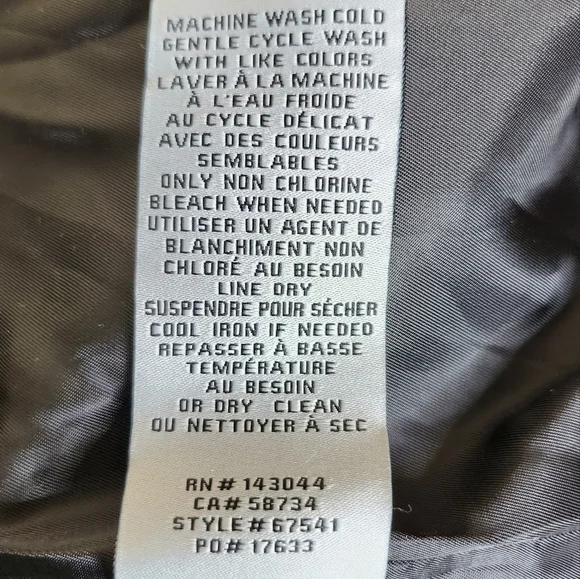 MACHINE WASH COLD
GENTLE CYCLE WASH
WITH LIKE COLORS
LAVER À LA MACHINE
À L'EAU FROIDE
AU CYCLE DÉLICAT
AVEC DES COULEURS
SEMBLABLES
ONLY NON CHLORINE
BLEACH WHEN NEEDED
UTILISER UN AGENT DE
BLANCHIMENT NON
CHLORÉ AU BESOIN
LINE DRY
SUSPENDRE POUR SÉCHER
COOL IRON IF NEEDED
REPASSER À BASSE
TEMPÉRATURE
AU BESOIN
OR DRY CLEAN
OU NETTOYER À SEC
RN# 143044
CA# 58734
STYLE# 67541
PO# 17633